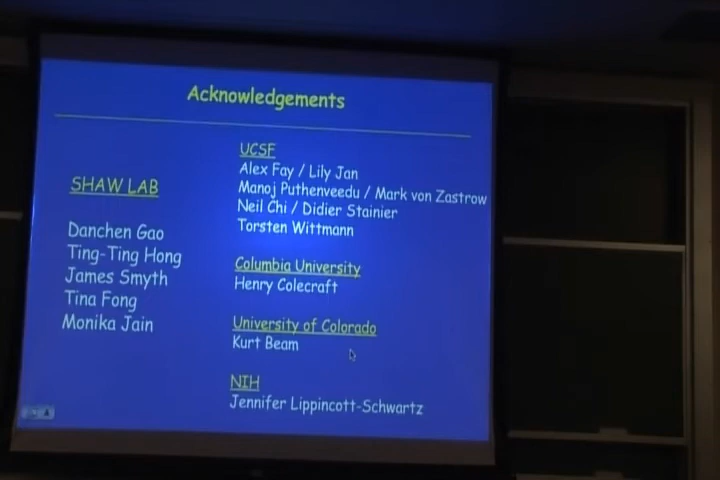 Acknowledgements
SHAW LAB
Danchen Gao
Ting-Ting Hong
James Smyth
Tina Fong
Monika Jain
UCSF
Alex Fay / Lily Jan
Manoj Puthenveedu / Mark von Zastrow
Neil Chi / Didier Stainier
Torsten Wittmann
Columbia University
Henry Colecraft
University of Colorado
Kurt Beam
NIH
Jennifer Lippincott-Schwartz